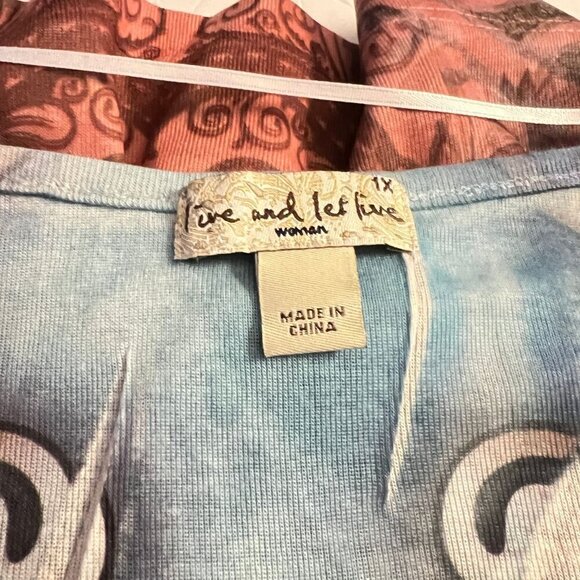 1X
live and let live
woman
MADE IN
CHINA